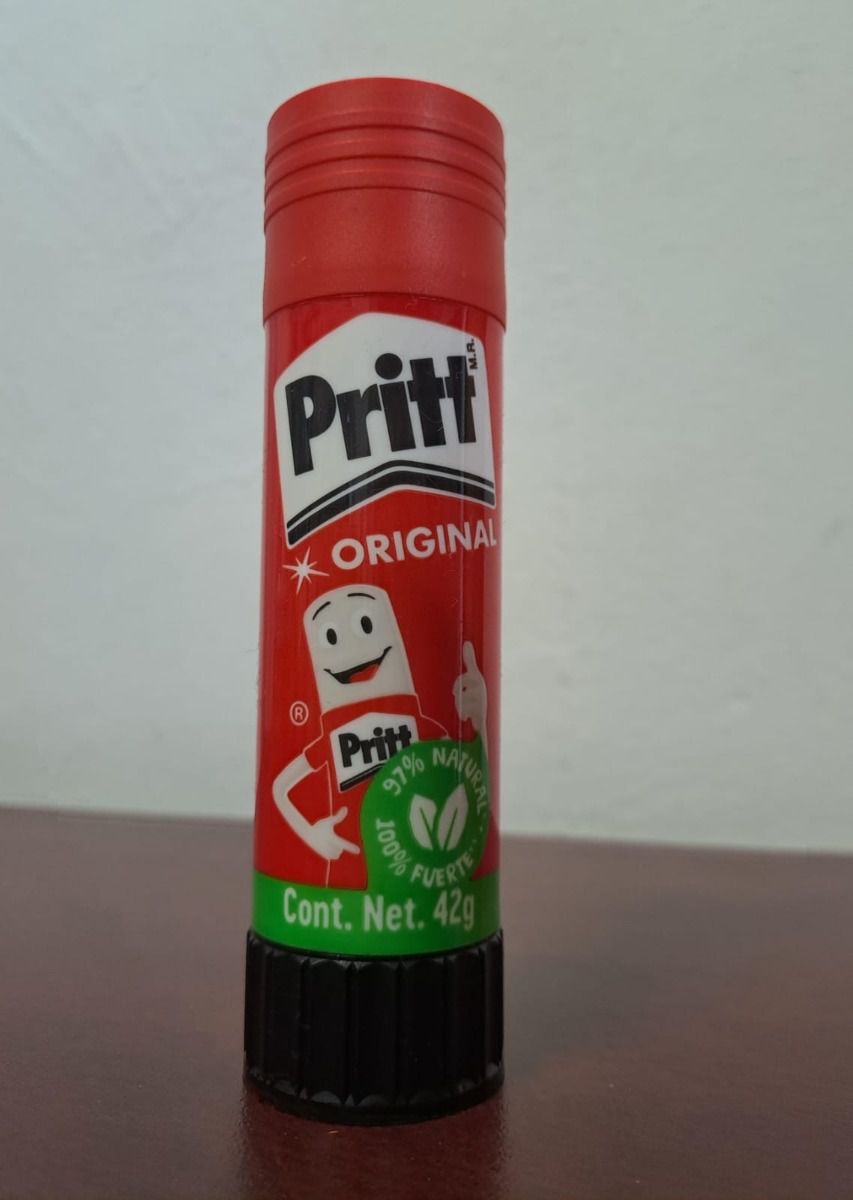 Pritt
M.R.
ORIGINAL
®
Pritt
97% NATURAL
100% FUERTE
Cont. Net. 42g